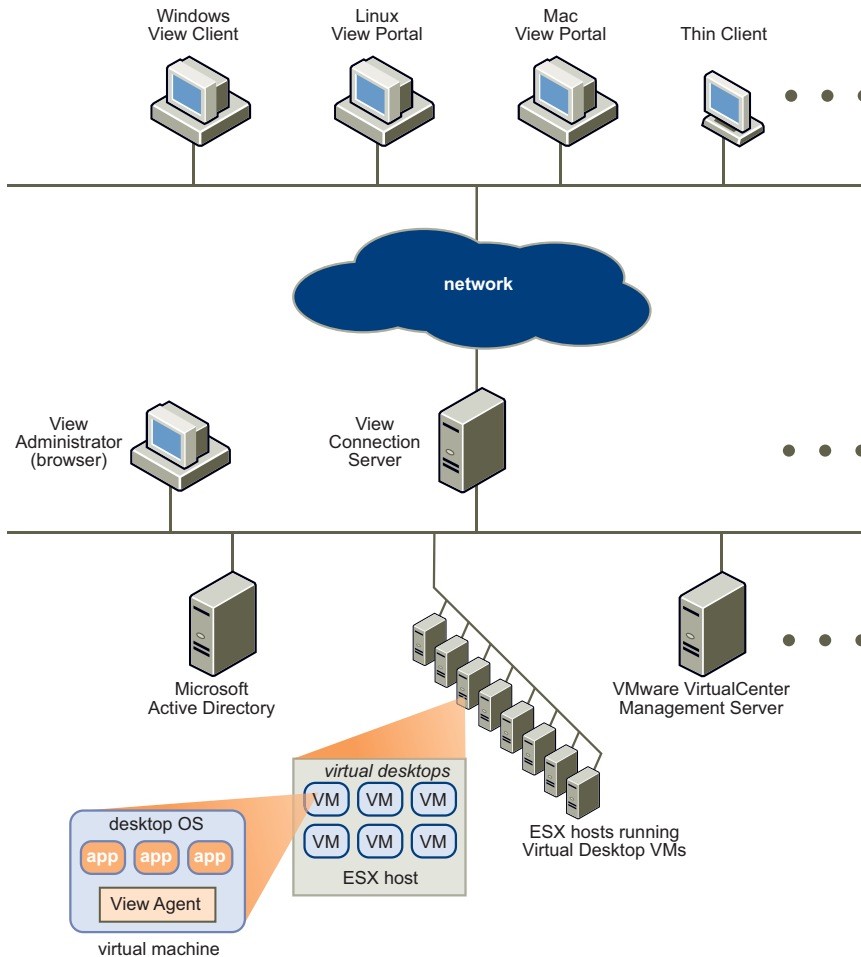 Windows
View Client
Linux
View Portal
Mac
View Portal
Thin Client
network
View
Administrator
(browser)
View
Connection
Server
Microsoft
Active Directory
VMware VirtualCenter
Management Server
virtual desktops
VM VM VM
VM VM VM
ESX host
ESX hosts running
Virtual Desktop VMs
desktop OS
app app app
View Agent
virtual machine